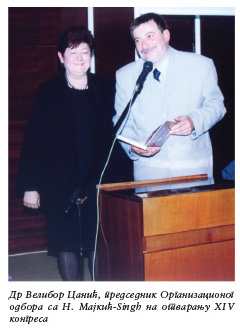 Др Велибор Цанић, председник Организационог
одбора са Н. Мајкић-Singh на отварању XIV
конгреса